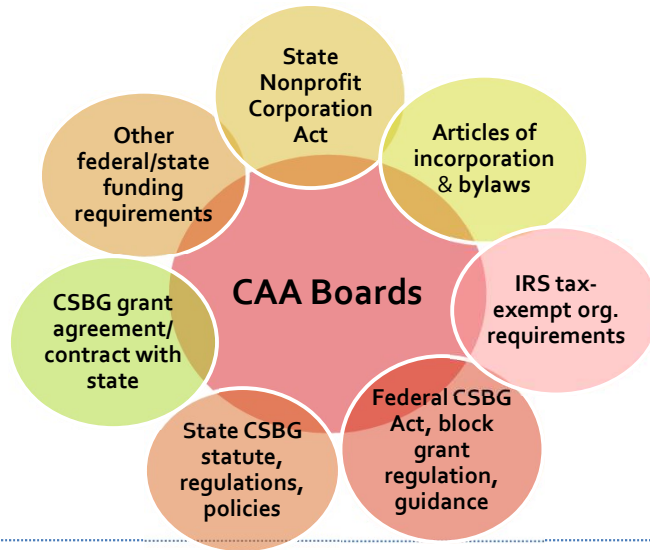 State
Nonprofit
Corporation
Act
Articles of
incorporation
& bylaws
IRS tax-
exempt org.
requirements
Federal CSBG
Act, block
grant
regulation,
guidance
State CSBG
statute,
regulations,
policies
CSBG grant
agreement/
contract with
state
Other
federal/state
funding
requirements
CAA Boards